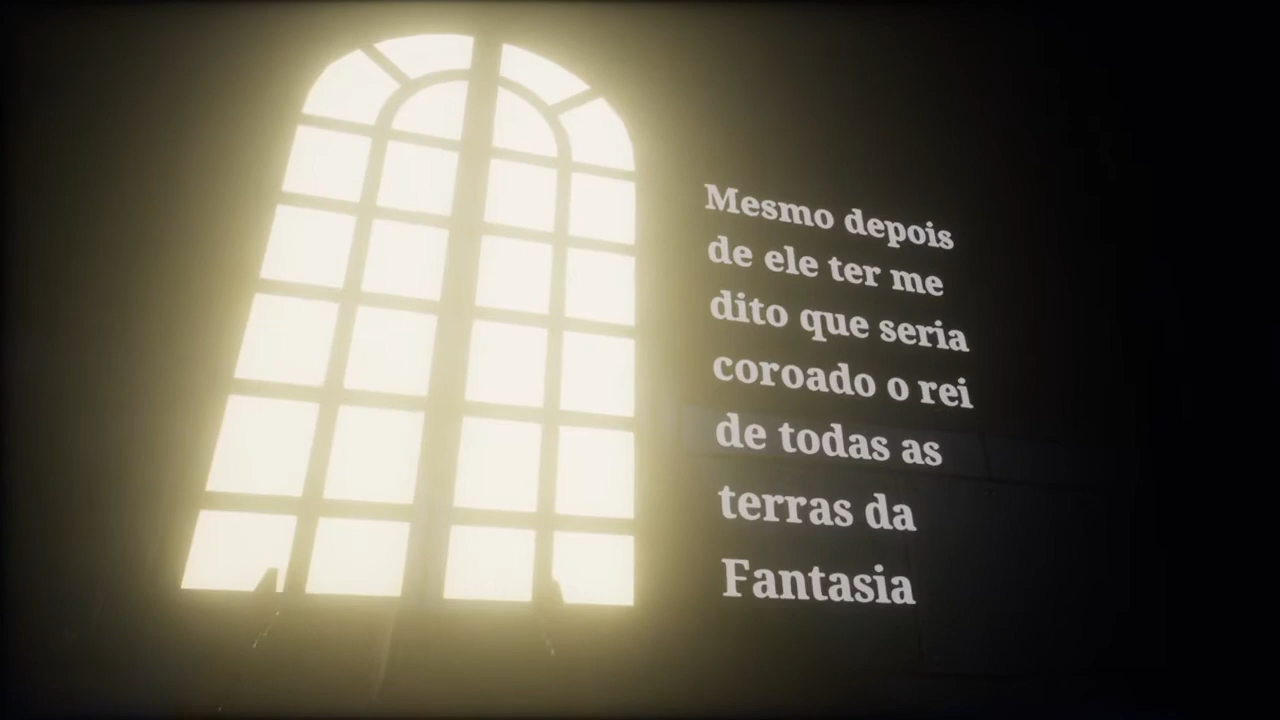 Mesmo depois
de ele ter me
dito que seria
coroado o rei
de todas as
terras da
Fantasia